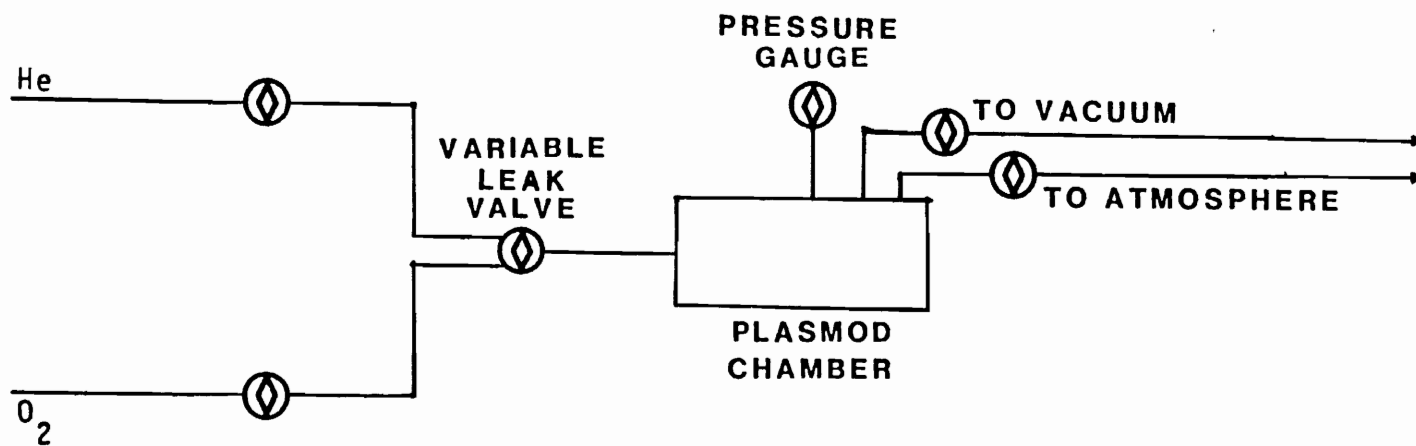 He
PRESSURE
GAUGE
TO VACUUM
TO ATMOSPHERE
VARIABLE
LEAK
VALVE
PLASMOD
CHAMBER
O2